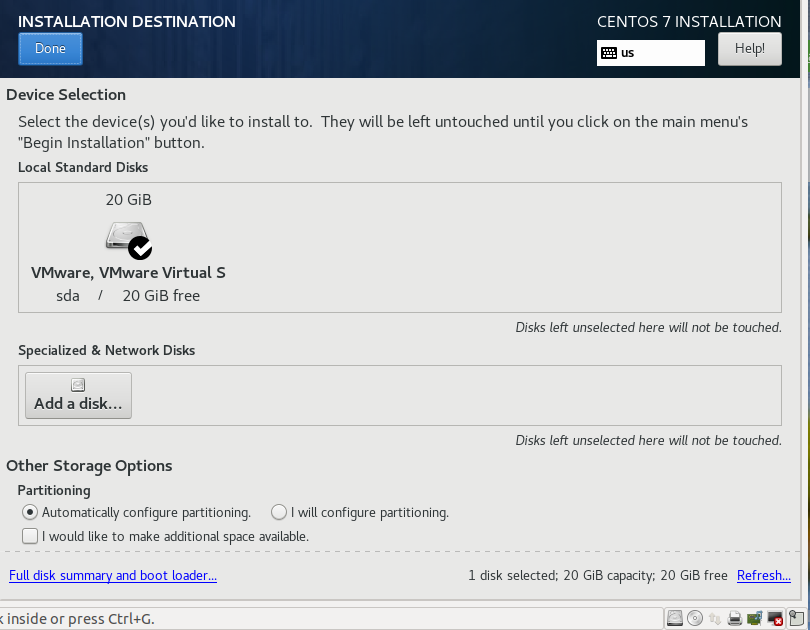 INSTALLATION DESTINATION
CENTOS 7 INSTALLATION
Done
us
Help!
Device Selection
Select the device(s) you'd like to install to.  They will be left untouched until you click on the main menu's
"Begin Installation" button.
Local Standard Disks
20 GiB
VMware, VMware Virtual S
sda / 20 GiB free
Disks left unselected here will not be touched.
Specialized & Network Disks
Add a disk...
Disks left unselected here will not be touched.
Other Storage Options
Partitioning
Automatically configure partitioning. I will configure partitioning.
I would like to make additional space available.
Full disk summary and boot loader... 1 disk selected; 20 GiB capacity; 20 GiB free Refresh...
inside or press Ctrl+G.